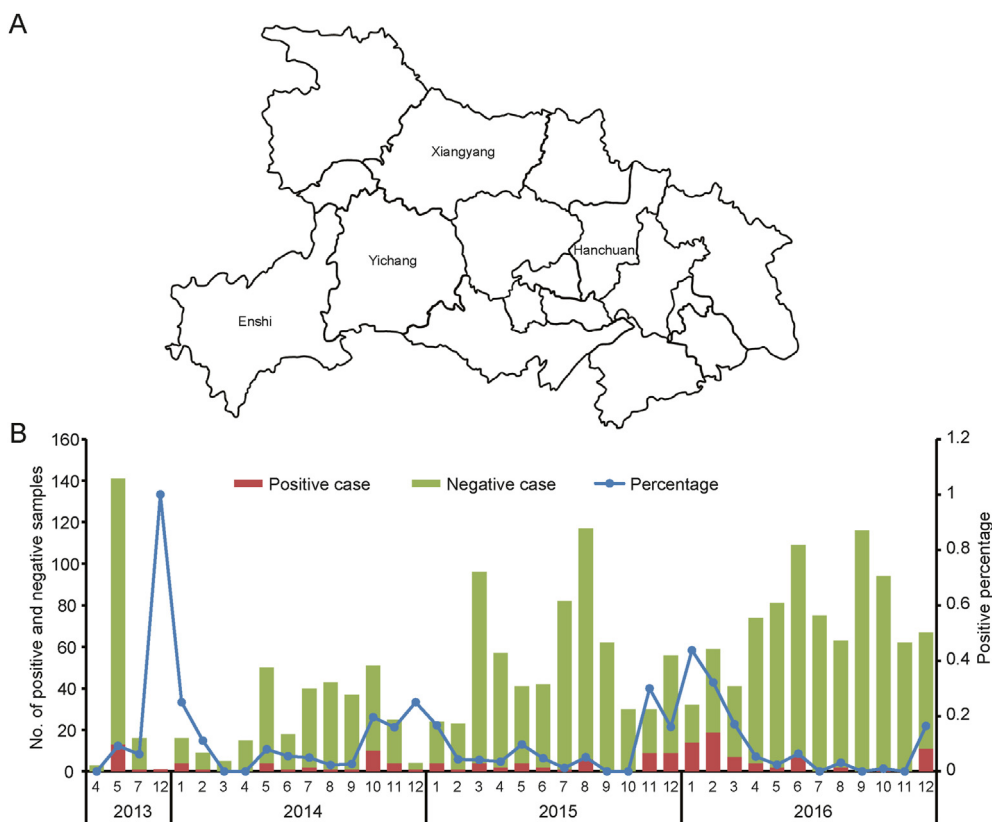 A
Xiangyang
Yichang
Hanchuan
Enshi
B
No. of positive and negative samples
160
140
120
100
80
60
40
20
0
Positive case Negative case Percentage
1.2
1
0.8
0.6
0.4
0.2
0
Positive percentage
4 5 7 12 1 2 3 4 5 6 7 8 9 10 11 12 1 2 3 4 5 6 7 8 9 10 11 12 1 2 3 4 5 6 7 8 9 10 11 12
2013 2014 2015 2016